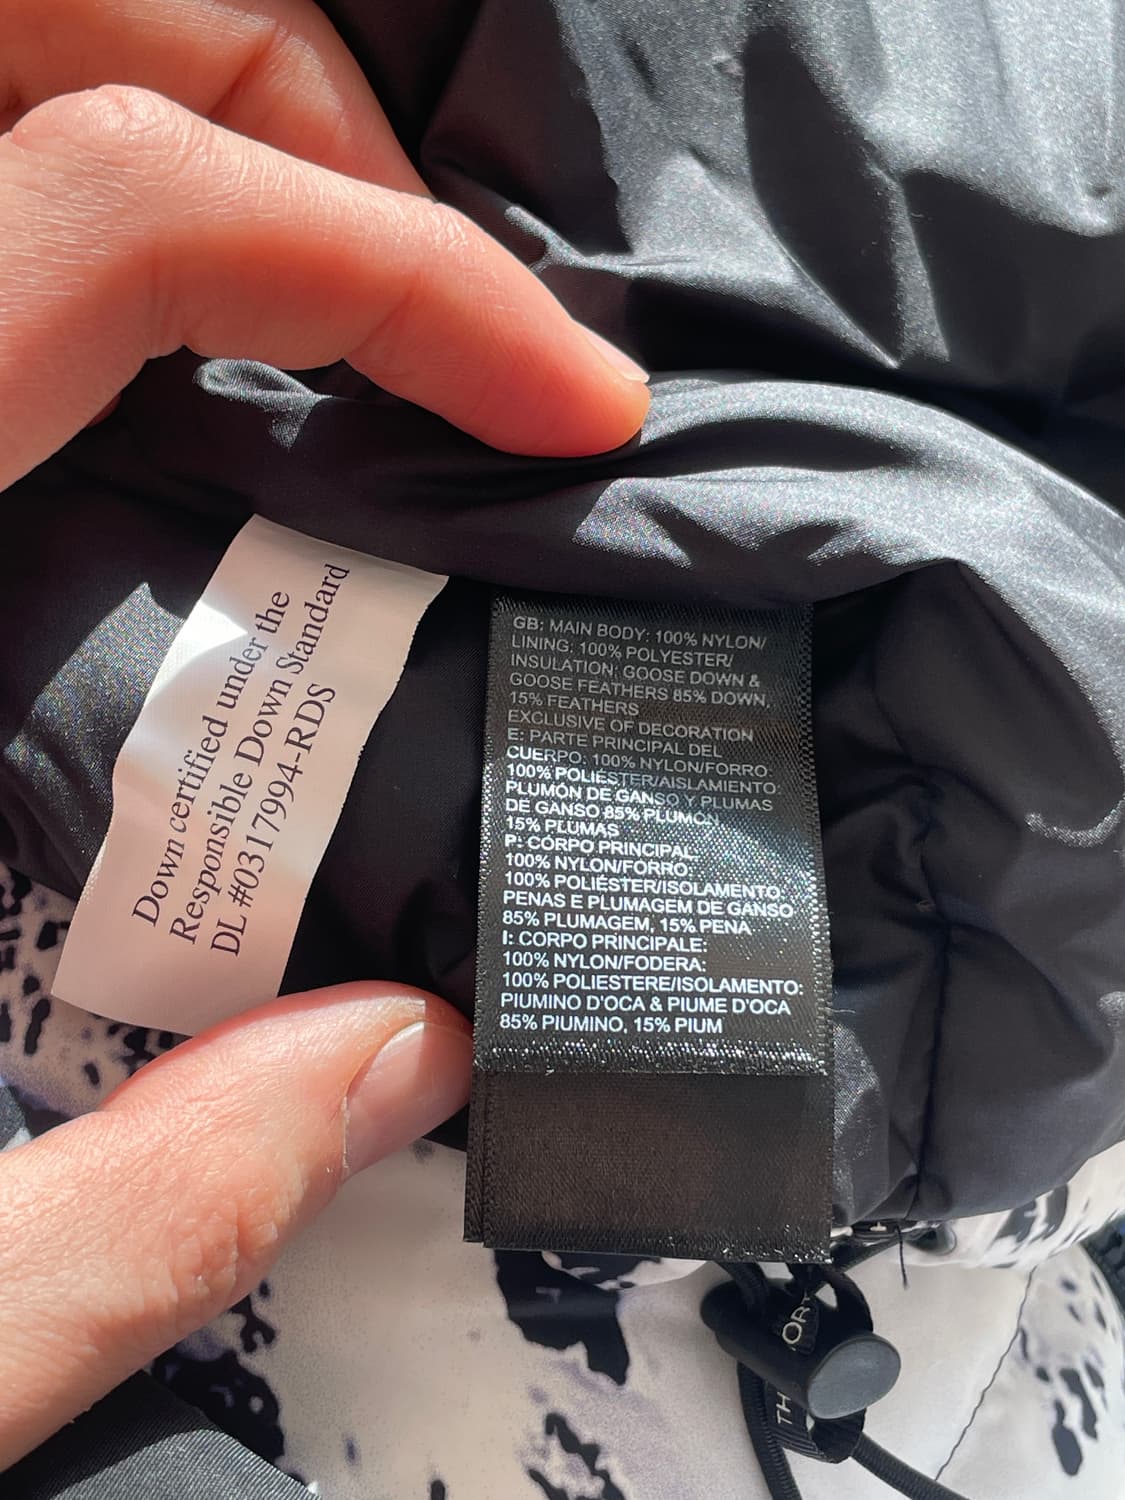 Down certified under the
Responsible Down Standard
DL #0317994-RDS
GB: MAIN BODY: 100% NYLON/
LINING: 100% POLYESTER/
INSULATION: GOOSE DOWN &
GOOSE FEATHERS 85% DOWN,
15% FEATHERS
EXCLUSIVE OF DECORATION
E: PARTE PRINCIPAL DEL
CUERPO: 100% NYLON/FORRO:
100% POLIÉSTER/AISLAMIENTO:
PLUMÓN DE GANSO Y PLUMAS
DE GANSO 85% PLUMÓN,
15% PLUMAS
P: CORPO PRINCIPAL:
100% NYLON/FORRO:
100% POLIÉSTER/ISOLAMENTO:
PENAS E PLUMAGEM DE GANSO
85% PLUMAGEM, 15% PENA
I: CORPO PRINCIPALE:
100% NYLON/FODERA:
100% POLIESTERE/ISOLAMENTO:
PIUMINO D'OCA & PIUME D'OCA
85% PIUMINO, 15% PIUM